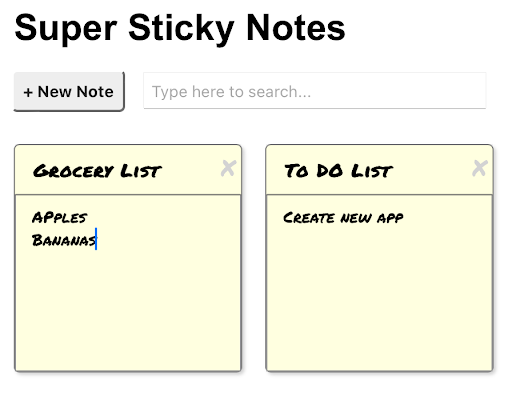 Super Sticky Notes
+ New Note
Type here to search...
Grocery List
x
APples
Bananas
To DO List
x
Create new app